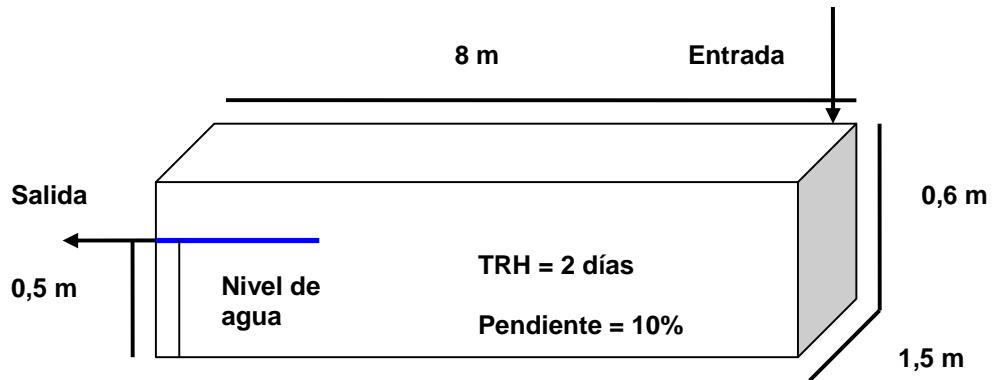 8 m
Entrada
Salida
0,6 m
0,5 m
Nivel de
agua
TRH = 2 días
Pendiente = 10%
1,5 m